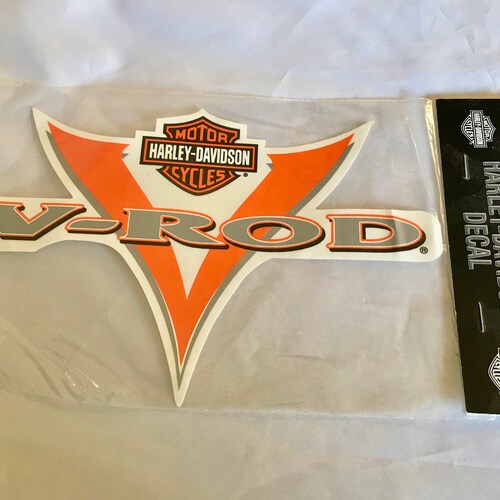 MOTOR
HARLEY-DAVIDSON
CYCLES ®
V-ROD ®
HARLEY-DAVIDSON
DECAL